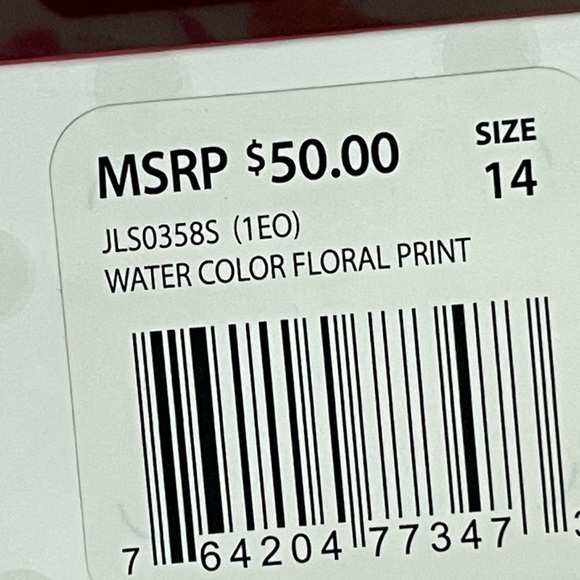 MSRP $50.00
SIZE
14
JLS0358S (1EO)
WATER COLOR FLORAL PRINT
7 64204 77347